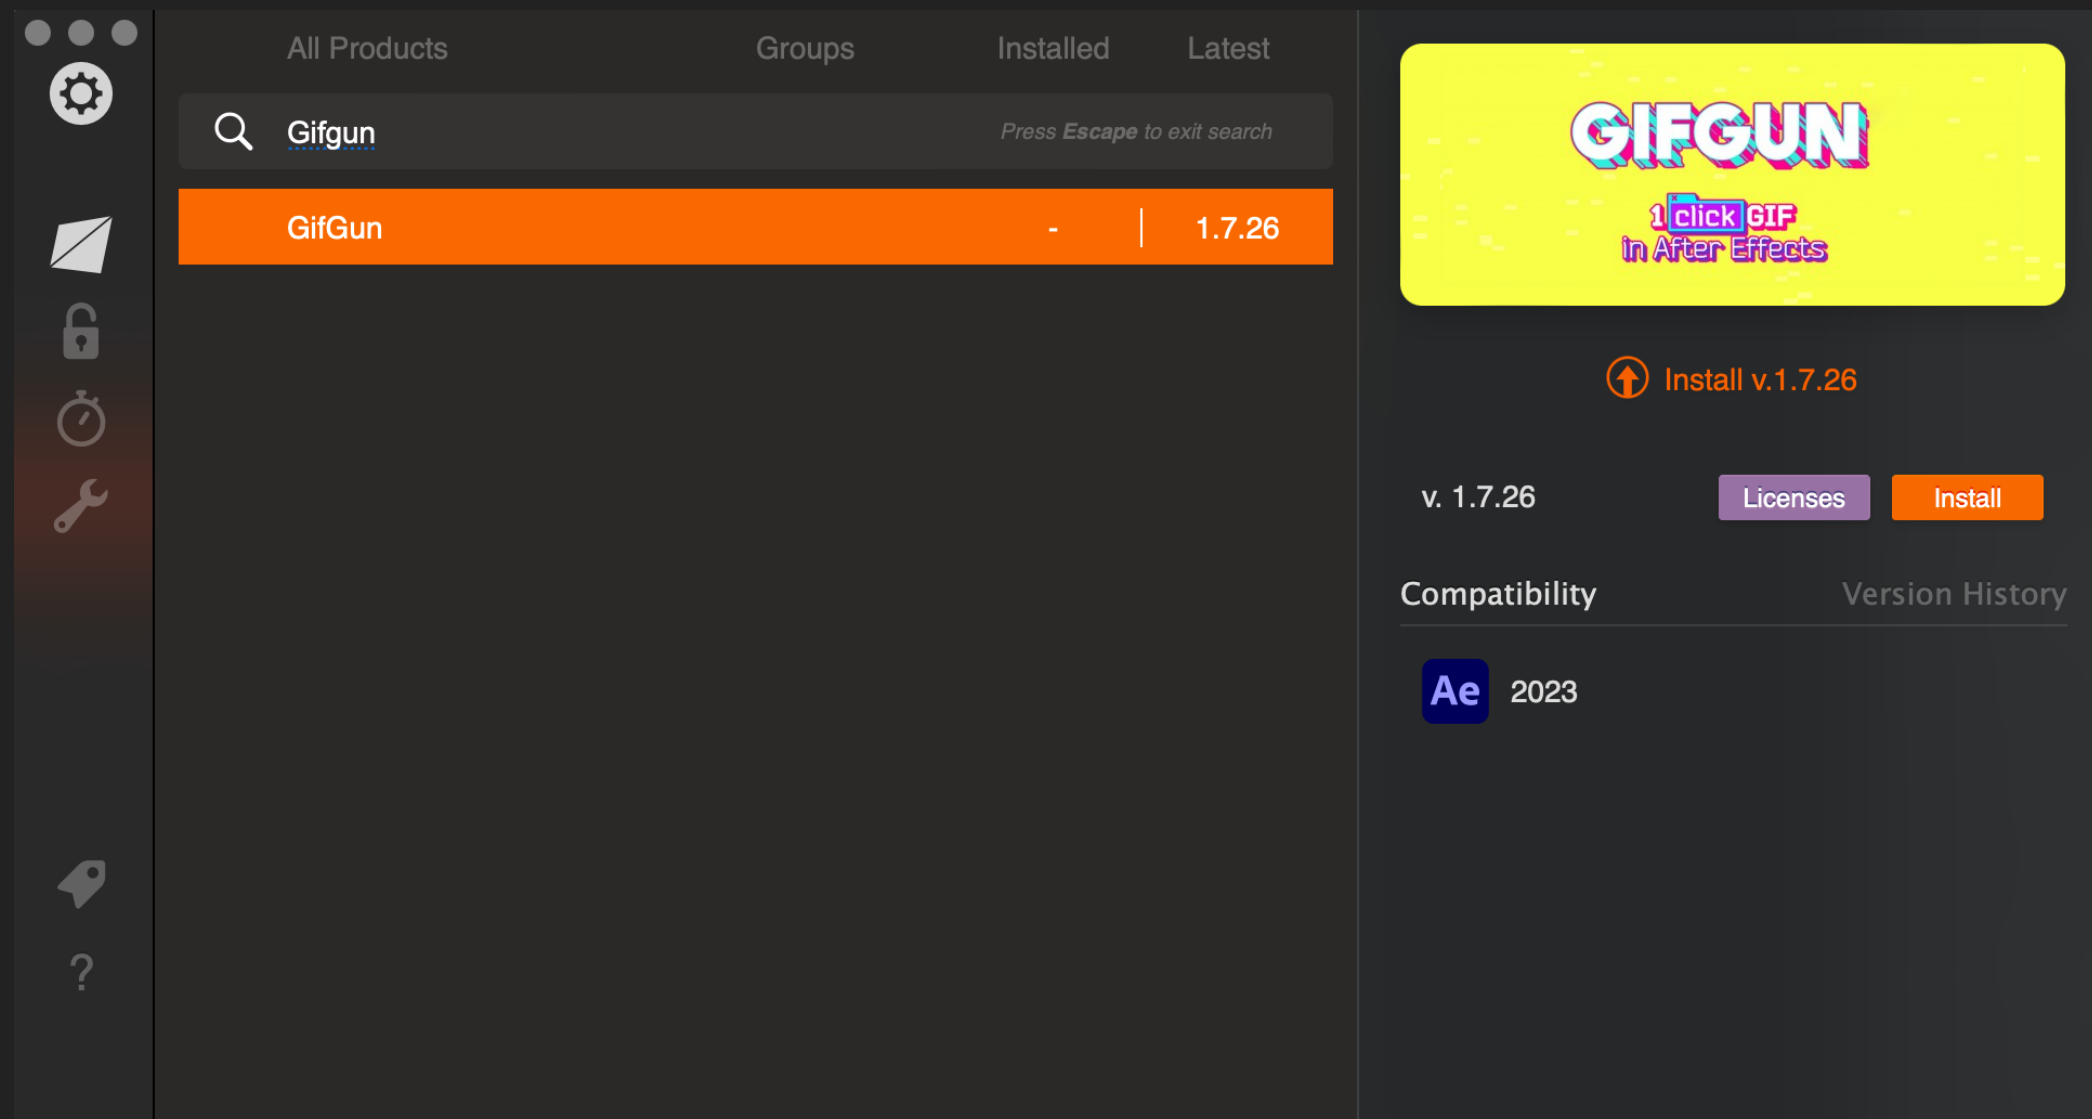 All Products Groups Installed Latest
Gifgun Press Escape to exit search
GifGun - 1.7.26
GIFGUN
1 click GIF
in After Effects
Install v.1.7.26
v. 1.7.26 Licenses Install
Compatibility Version History
Ae 2023
?